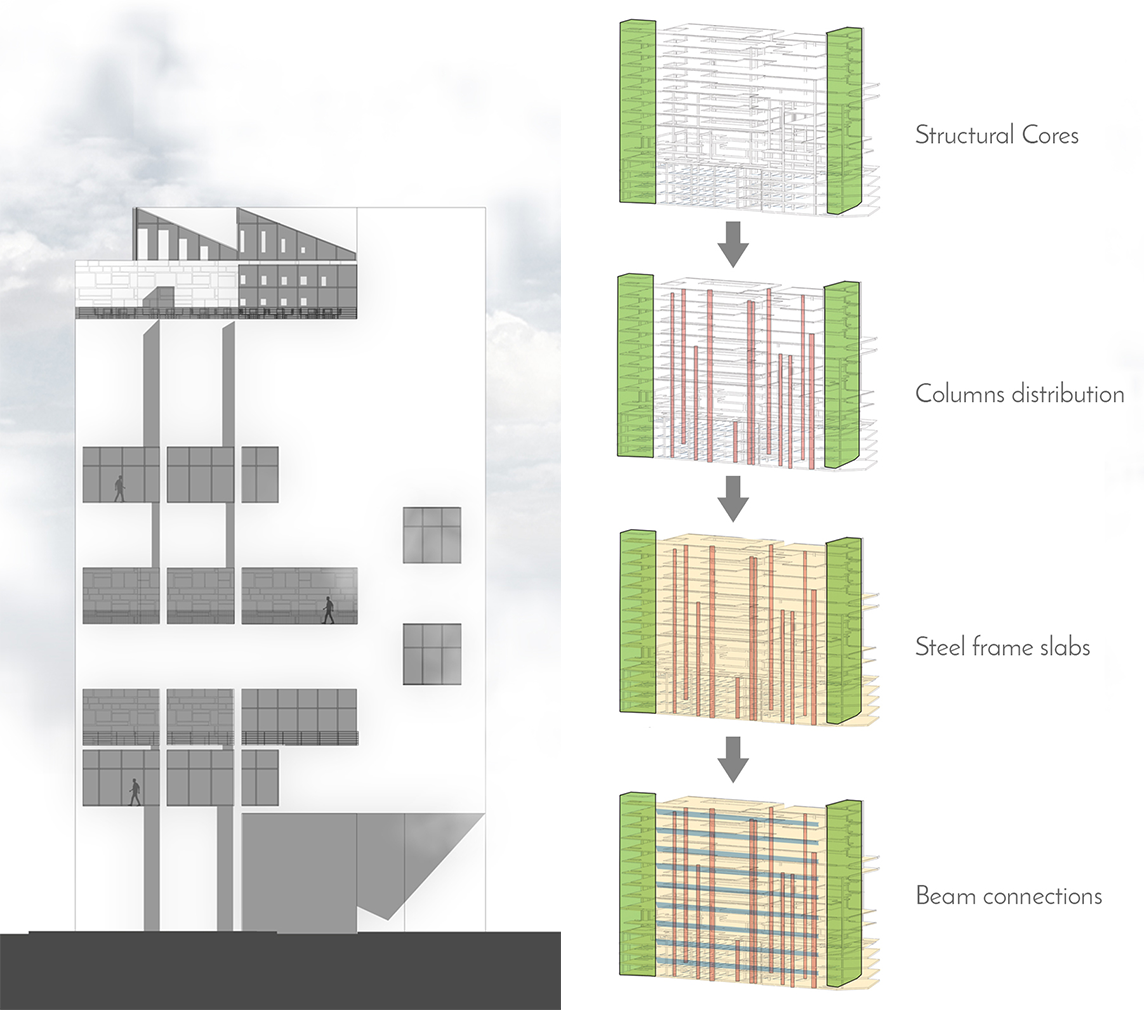 Structural Cores
Columns distribution
Steel frame slabs
Beam connections